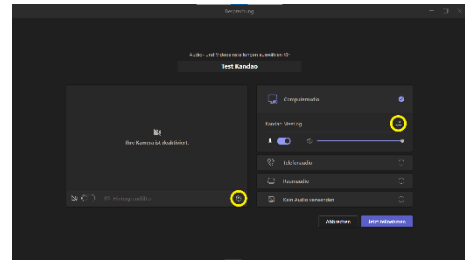 Besprechung
Audio- und Videoeinstellungen auswählen für
Test Kandao
Computeraudio
Kandao Meeting
Ihre Kamera ist deaktiviert.
Telefonaudio
Raumaudio
Hintergrundfilter
Kein Audio verwenden
Abbrechen
Jetzt teilnehmen